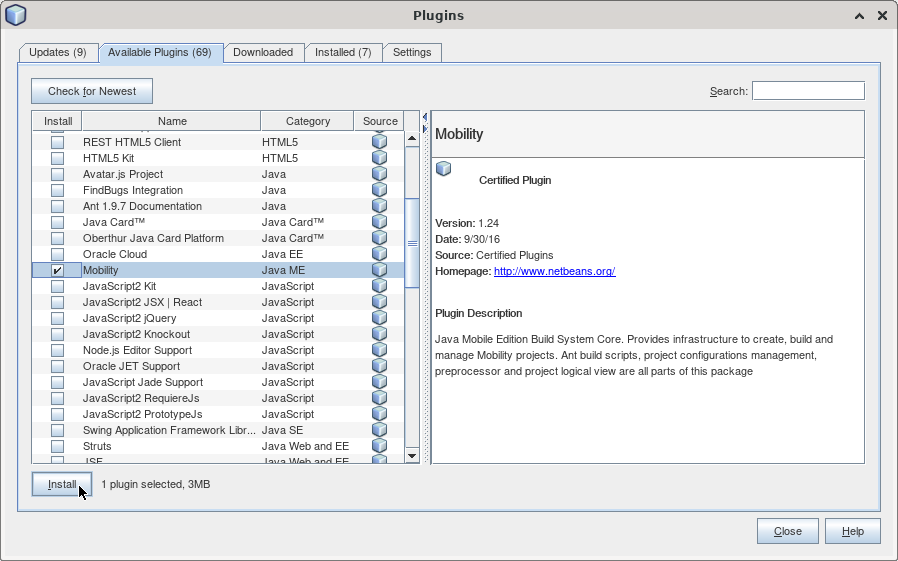 Plugins
Updates (9)
Available Plugins (69)
Downloaded
Installed (7)
Settings
Check for Newest
Search:
Install Name Category Source
REST HTML5 Client HTML5
HTML5 Kit HTML5
Avatar.js Project Java
FindBugs Integration Java
Ant 1.9.7 Documentation Java
Java Card™ Java Card™
Oberthur Java Card Platform Java Card™
Oracle Cloud Java EE
Mobility Java ME
JavaScript2 Kit JavaScript
JavaScript2 JSX | React JavaScript
JavaScript2 jQuery JavaScript
JavaScript2 Knockout JavaScript
Node.js Editor Support JavaScript
Oracle JET Support JavaScript
JavaScript Jade Support JavaScript
JavaScript2 RequiereJs JavaScript
JavaScript2 PrototypeJs JavaScript
Swing Application Framework Libr... Java SE
Struts Java Web and EE
JSF Java Web and EE
Mobility
Certified Plugin
Version: 1.24
Date: 9/30/16
Source: Certified Plugins
Homepage: http://www.netbeans.org/
Plugin Description
Java Mobile Edition Build System Core. Provides infrastructure to create, build and
manage Mobility projects. Ant build scripts, project configurations management,
preprocessor and project logical view are all parts of this package
Install
1 plugin selected, 3MB
Close
Help